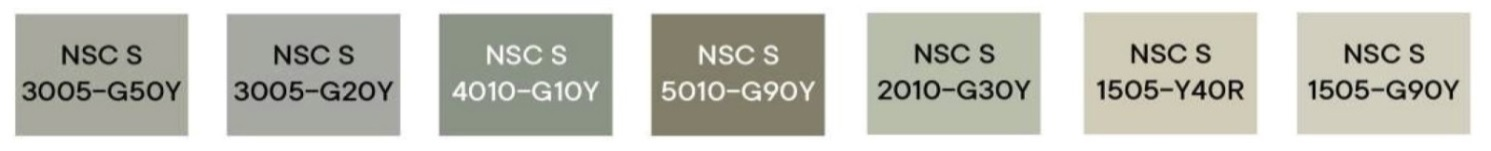 NSC S
3005-G50Y
NSC S
3005-G20Y
NSC S
4010-G10Y
NSC S
5010-G90Y
NSC S
2010-G30Y
NSC S
1505-Y40R
NSC S
1505-G90Y